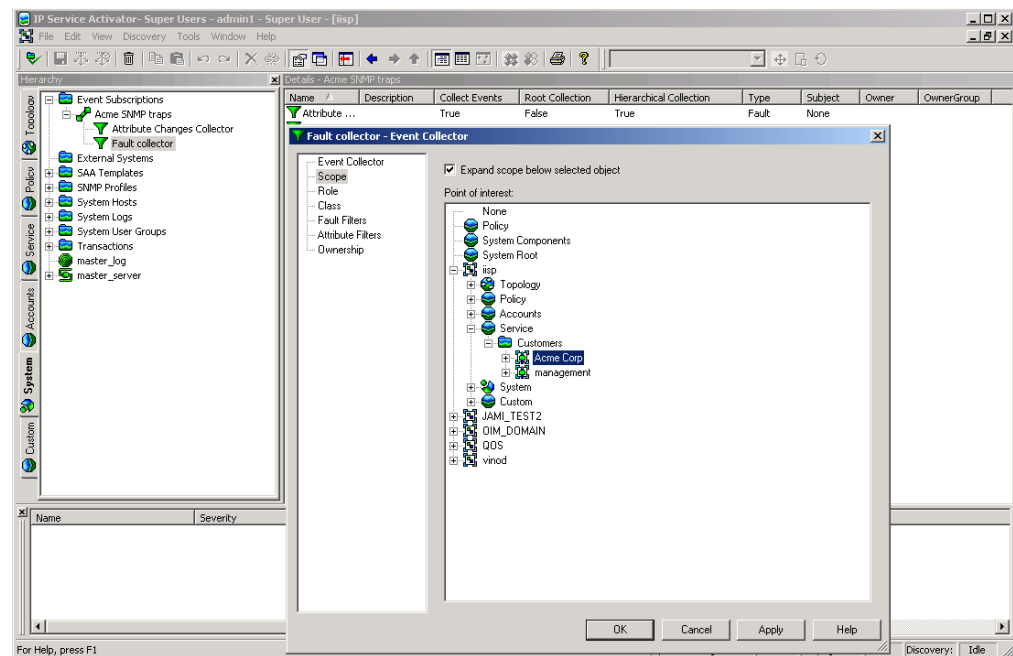 IP Service Activator- Super Users - admin1 - Super User - [iisp]
File Edit View Discovery Tools Window Help
Hierarchy
Details - Acme SNMP traps
Topology
Policy
Service
Accounts
System
Custom
Event Subscriptions
Acme SNMP traps
Attribute Changes Collector
Fault collector
External Systems
SAA Templates
SNMP Profiles
System Hosts
System Logs
System User Groups
Transactions
master_log
master_server
Name Description Collect Events Root Collection Hierarchical Collection Type Subject Owner OwnerGroup
Attribute ... True False True Fault None
Fault collector - Event Collector
Event Collector
Scope
Role
Class
Fault Filters
Attribute Filters
Ownership
Expand scope below selected object
Point of interest:
None
Policy
System Components
System Root
iisp
Topology
Policy
Accounts
Service
Customers
Acme Corp
management
System
Custom
JAMI_TEST2
OIM_DOMAIN
QOS
vinod
OK Cancel Apply Help
Name Severity
For Help, press F1
Discovery: Idle